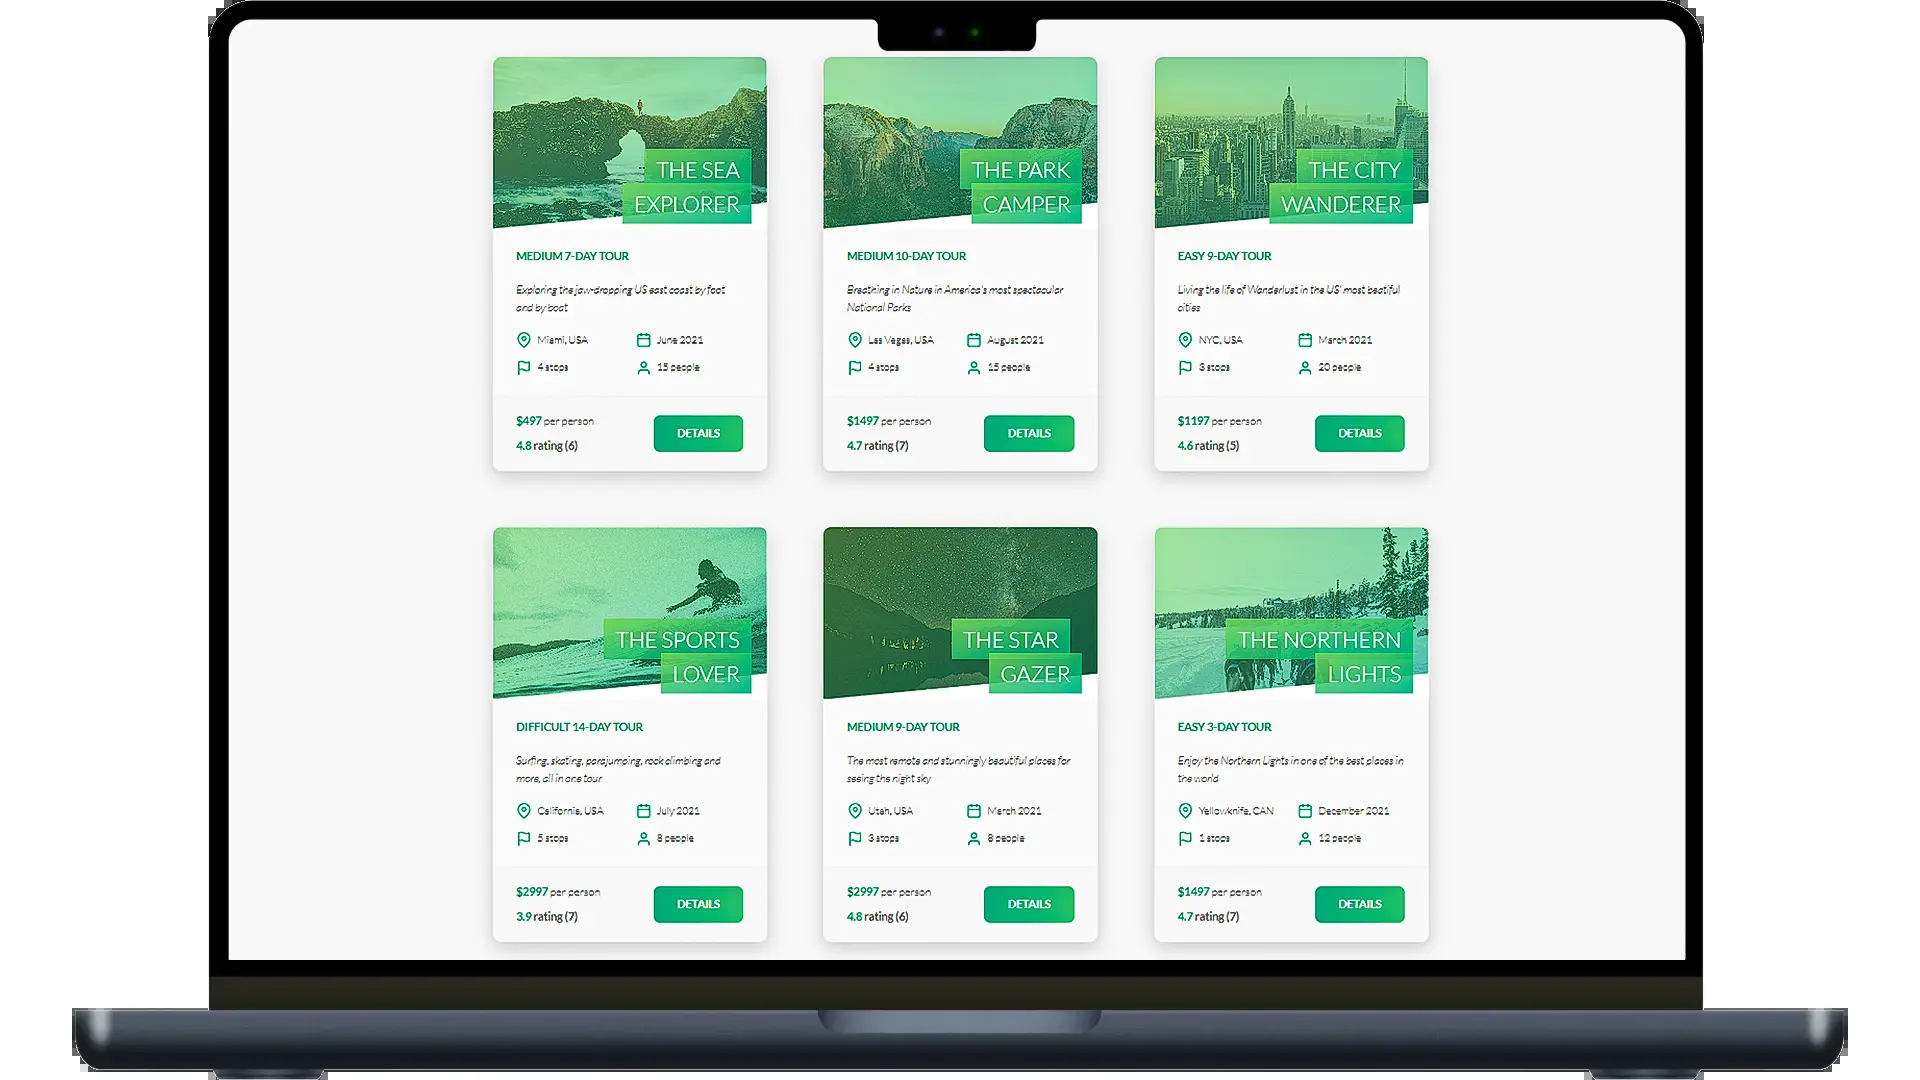 THE SEA
EXPLORER
MEDIUM 7-DAY TOUR
Exploring the jaw-dropping US east coast by foot
and by boat
Miami, USA
June 2021
4 stops
15 people
$497 per person
4.8 rating (6)
DETAILS
THE PARK
CAMPER
MEDIUM 10-DAY TOUR
Breathing in Nature in America's most spectacular
National Parks
Las Vegas, USA
August 2021
4 stops
15 people
$1497 per person
4.7 rating (7)
DETAILS
THE CITY
WANDERER
EASY 9-DAY TOUR
Living the life of Wanderlust in the US' most beatiful
cities
NYC, USA
March 2021
3 stops
20 people
$1197 per person
4.6 rating (5)
DETAILS
THE SPORTS
LOVER
DIFFICULT 14-DAY TOUR
Surfing, skating, parajumping, rock climbing and
more, all in one tour
California, USA
July 2021
5 stops
8 people
$2997 per person
3.9 rating (7)
DETAILS
THE STAR
GAZER
MEDIUM 9-DAY TOUR
The most remote and stunningly beautiful places for
seeing the night sky
Utah, USA
March 2021
3 stops
8 people
$2997 per person
4.8 rating (6)
DETAILS
THE NORTHERN
LIGHTS
EASY 3-DAY TOUR
Enjoy the Northern Lights in one of the best places in
the world
Yellowknife, CAN
December 2021
1 stops
12 people
$1497 per person
4.7 rating (7)
DETAILS